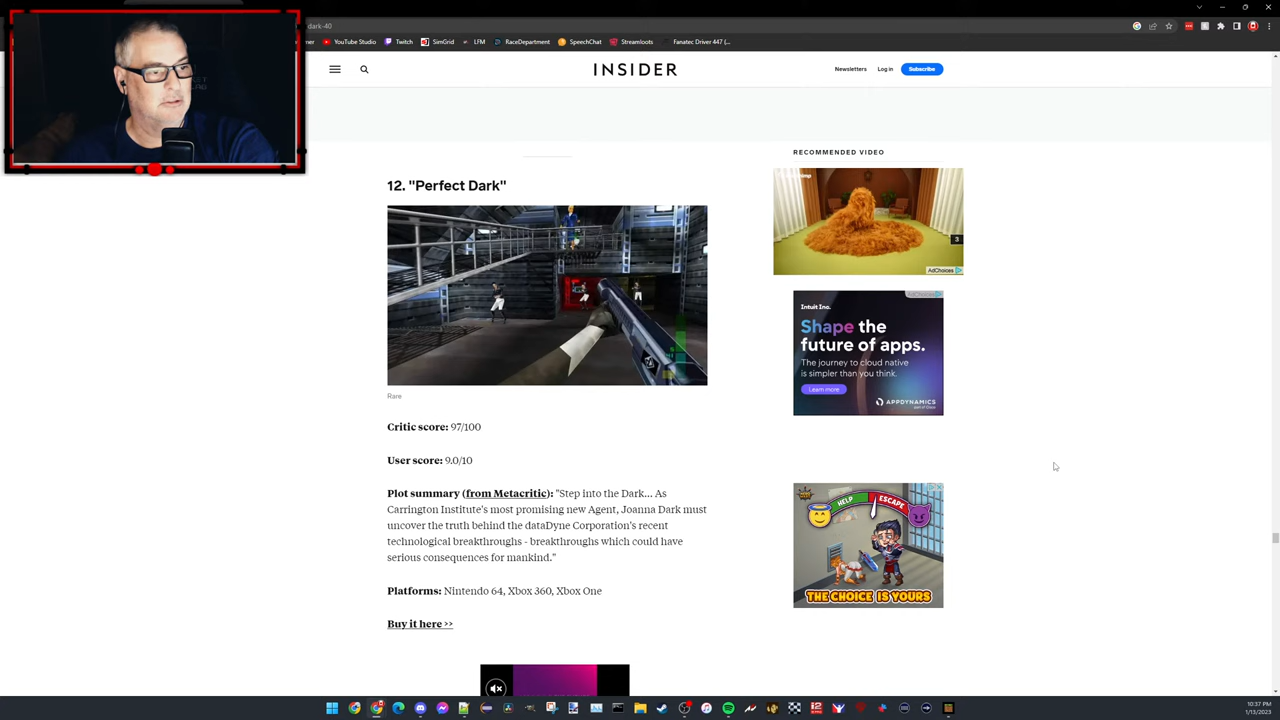 dark-40
YouTube Studio
Twitch
SimGrid
LFM
RaceDepartment
SpeechChat
Streamloots
Fanatec Driver 447 (...
INSIDER
Newsletters
Log in
Subscribe
RECOMMENDED VIDEO
12. "Perfect Dark"
3
AdChoices
AdChoices
Intuit Inc.
Shape the
future of apps.
The journey to cloud native
is simpler than you think.
Learn more
APPDYNAMICS
Rare
Critic score: 97/100
User score: 9.0/10
Plot summary (from Metacritic): "Step into the Dark... As
Carrington Institute's most promising new Agent, Joanna Dark must
uncover the truth behind the dataDyne Corporation's recent
technological breakthroughs - breakthroughs which could have
serious consequences for mankind."
HELP
ESCAPE
THE CHOICE IS YOURS
Platforms: Nintendo 64, Xbox 360, Xbox One
Buy it here >>
10:37 PM
1/13/2023